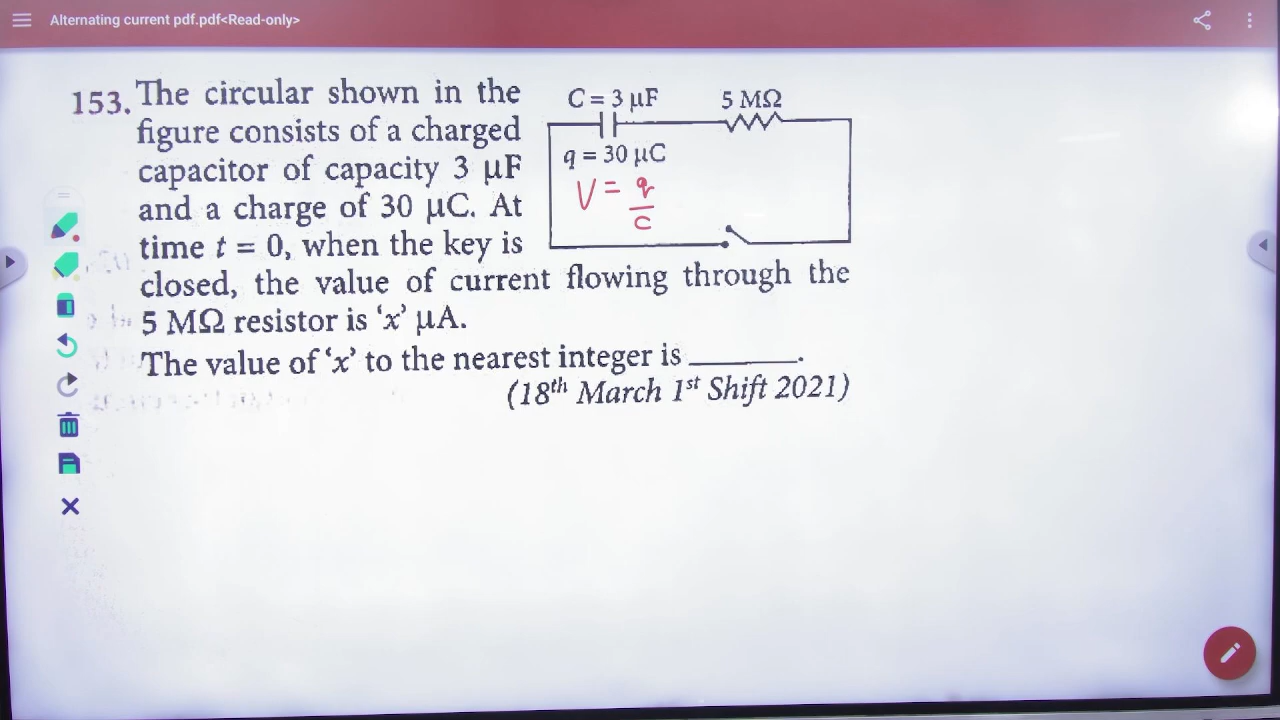 Alternating current pdf.pdf<Read-only>
153. The circular shown in the
figure consists of a charged
capacitor of capacity 3 μF
and a charge of 30 μC. At
time t = 0, when the key is
closed, the value of current flowing through the
5 MΩ resistor is ‘x’ μA.
The value of ‘x’ to the nearest integer is ______.
(18th March 1st Shift 2021)
C = 3 μF
5 MΩ
q = 30 μC
V = q/c